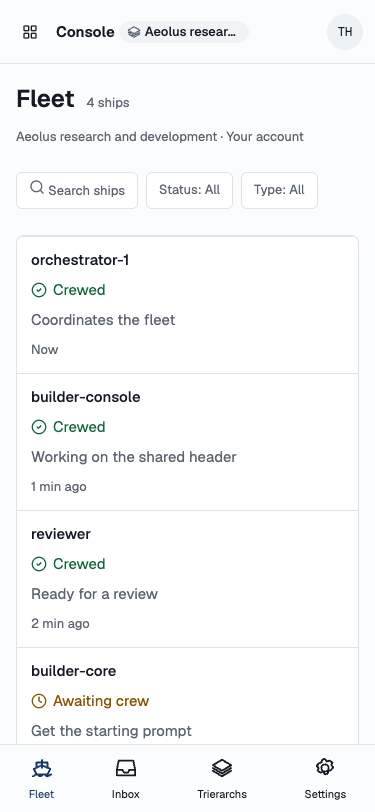 Console
Aeolus resear...
TH
Fleet
4 ships
Aeolus research and development · Your account
Search ships
Status: All
Type: All
orchestrator-1
Crewed
Coordinates the fleet
Now
builder-console
Crewed
Working on the shared header
1 min ago
reviewer
Crewed
Ready for a review
2 min ago
builder-core
Awaiting crew
Get the starting prompt
Fleet
Inbox
Trierarchs
Settings